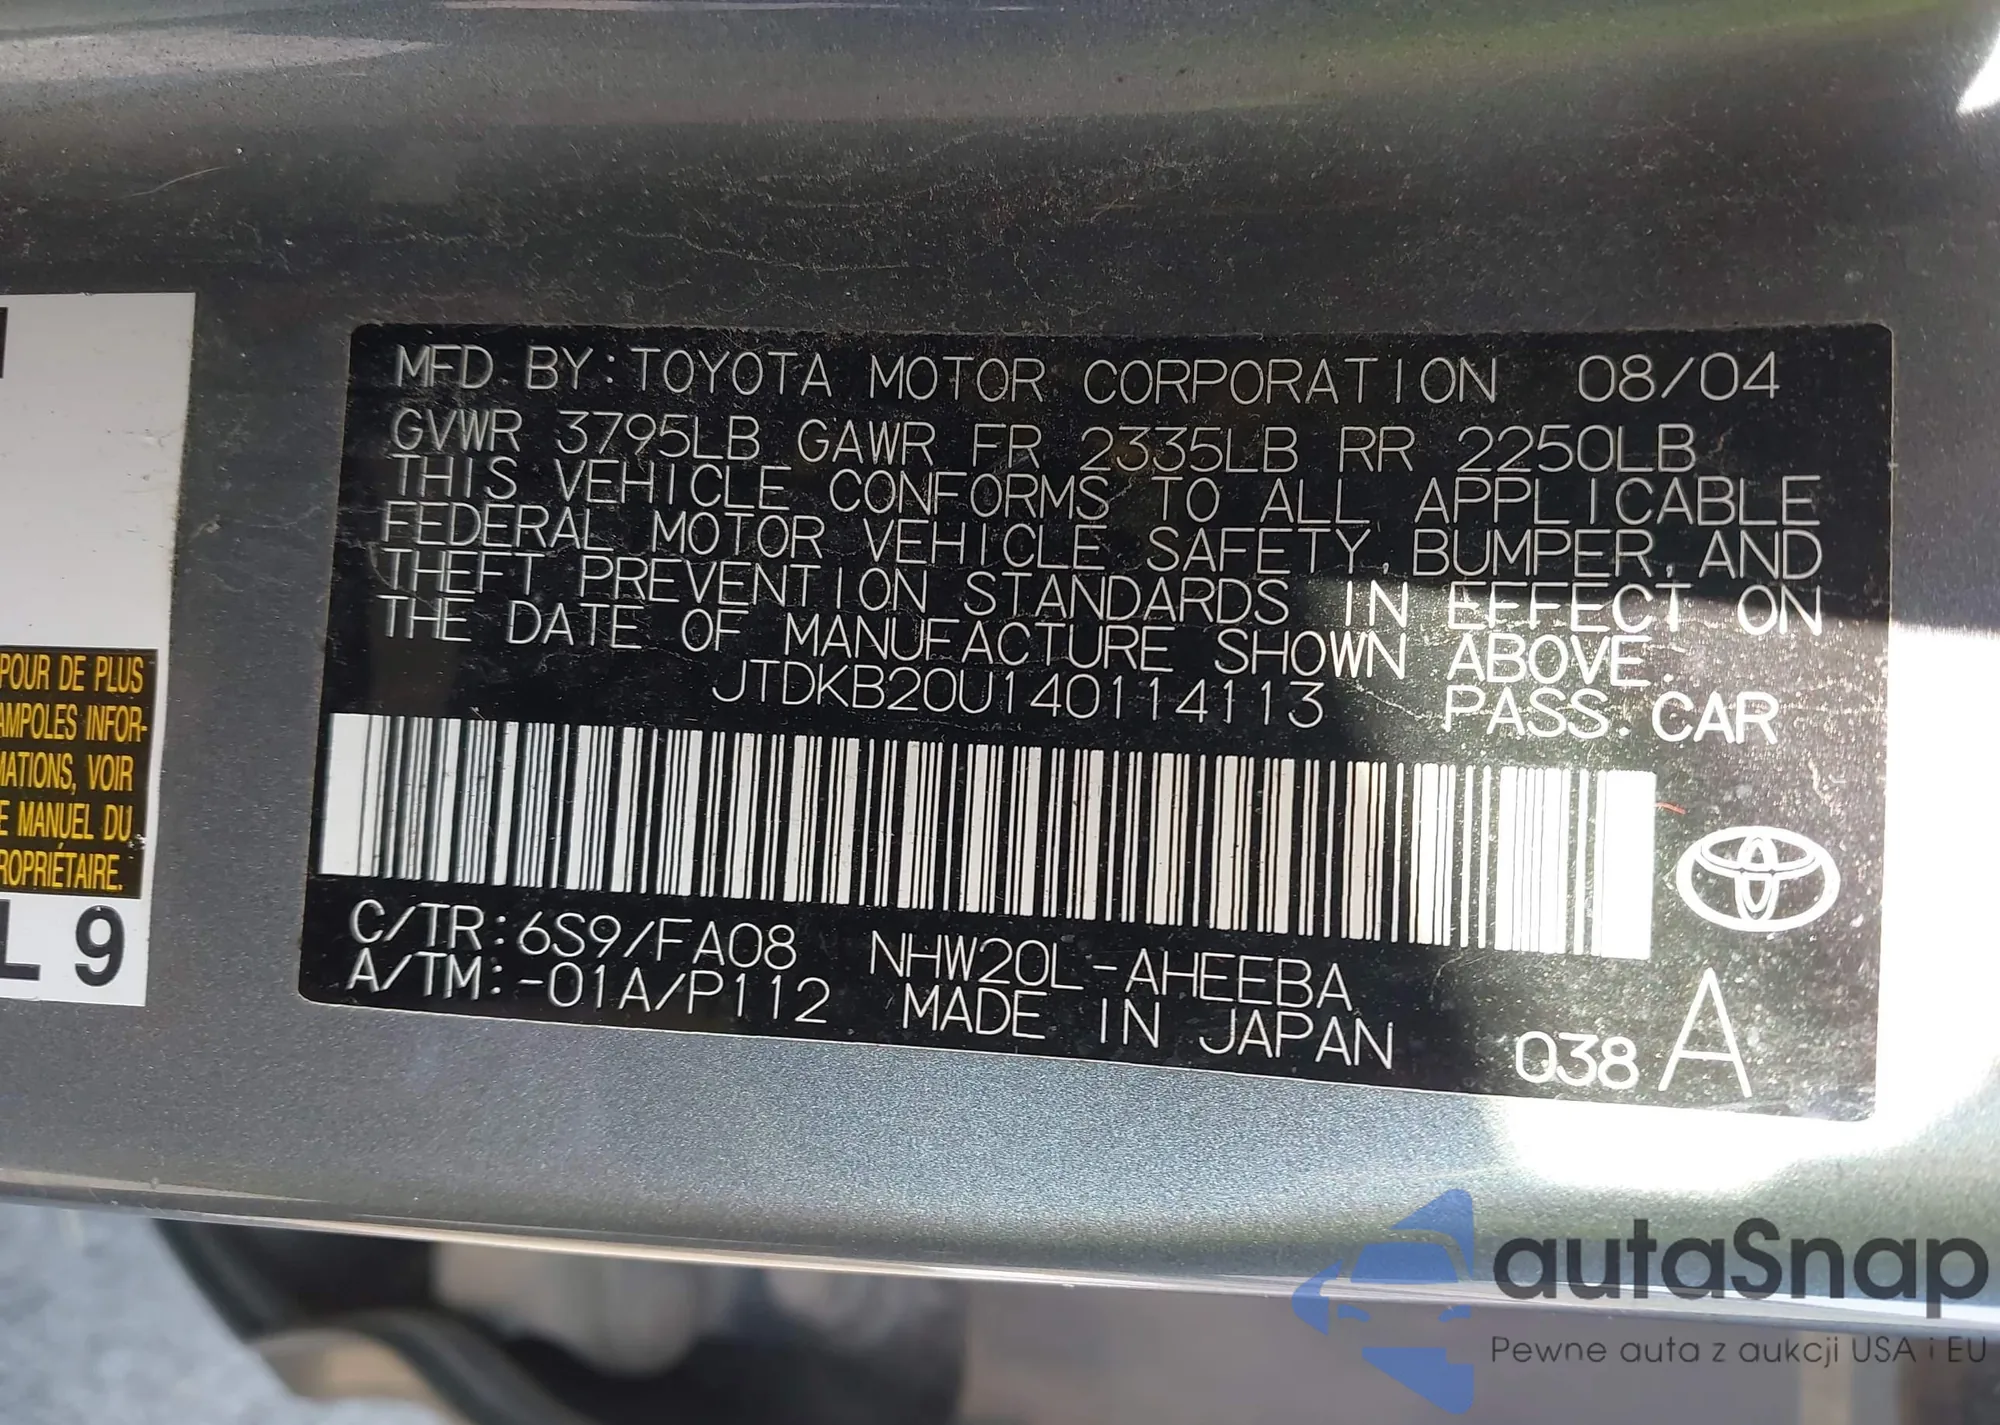 MFD. BY: TOYOTA MOTOR CORPORATION 08/04
GVWR 3795LB GAWR FR 2335LB RR 2250LB
THIS VEHICLE CONFORMS TO ALL APPLICABLE
FEDERAL MOTOR VEHICLE SAFETY, BUMPER, AND
THEFT PREVENTION STANDARDS IN EFFECT ON
THE DATE OF MANUFACTURE SHOWN ABOVE.
JTDKB20U140114113 PASS. CAR
C/TR: 6S9/FA08 NHW20L-AHEEBA
A/TM: -01A/P112 MADE IN JAPAN
038 A
POUR DE PLUS
AMPOLES INFOR-
MATIONS, VOIR
E MANUEL DU
ROPRIÉTAIRE.
L 9
autaSnap
Pewne auta z aukcji USA i EU